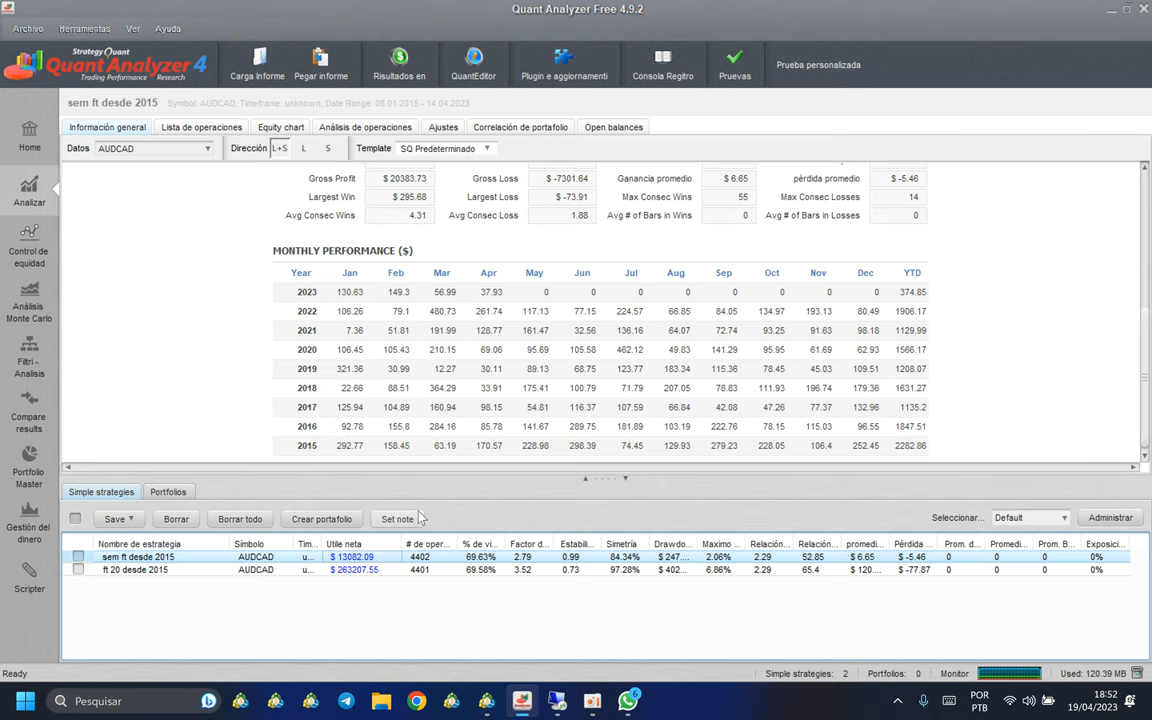 Quant Analyzer Free 4.9.2
Archivo Herramientas Ver Ayuda
StrategyQuant
QuantAnalyzer 4
Trading Performance Research
Carga Informe Pegar informe Risultados en QuantEditor Plugin e aggiornamenti Consola Regitro Pruevas Prueba personalizada
sem ft desde 2015 Symbol: AUDCAD, Timeframe: unknown, Date Range: 08.01.2015 - 14.04.2023
Información general Lista de operaciones Equity chart Análisis de operaciones Ajustes Correlación de portafolio Open balances
Datos AUDCAD Dirección L+S L S Template SQ Predeterminado
Home
Analizar
Control de equidad
Análisis Monte Carlo
Filtri - Analisis
Compare results
Portfolio Master
Gestión del dinero
Scripter
Gross Profit $ 20383.73 Gross Loss $ -7301.64 Ganancia promedio $ 6.65 pérdida promedio $ -5.46
Largest Win $ 295.68 Largest Loss $ -73.91 Max Consec Wins 55 Max Consec Losses 14
Avg Consec Wins 4.31 Avg Consec Loss 1.88 Avg # of Bars in Wins 0 Avg # of Bars in Losses 0
MONTHLY PERFORMANCE ($)
Year Jan Feb Mar Apr May Jun Jul Aug Sep Oct Nov Dec YTD
2023 130.63 149.3 56.99 37.93 0 0 0 0 0 0 0 0 374.85
2022 106.26 79.1 480.73 261.74 117.13 77.15 224.57 66.85 84.05 134.97 193.13 80.49 1906.17
2021 7.36 51.81 191.99 128.77 161.47 32.56 136.16 64.07 72.74 93.25 91.63 98.18 1129.99
2020 106.45 105.43 210.15 69.06 95.69 105.58 462.12 49.83 141.29 95.95 61.69 62.93 1566.17
2019 321.36 30.99 12.27 30.11 89.13 68.75 123.77 183.34 115.36 78.45 45.03 109.51 1208.07
2018 22.66 88.51 364.29 33.91 175.41 100.79 71.79 207.05 78.83 111.93 196.74 179.36 1631.27
2017 125.94 104.89 160.94 98.15 54.81 116.37 107.59 66.84 42.08 47.26 77.37 132.96 1135.2
2016 92.78 155.8 284.16 85.78 141.67 289.75 181.89 103.19 222.76 78.15 115.03 96.55 1847.51
2015 292.77 158.45 63.19 170.57 228.98 298.39 74.45 129.93 279.23 228.05 106.4 252.45 2282.86
Simple strategies Portfolios
Save Borrar Borrar todo Crear portafolio Set note Seleccionar... Default Administrar
Nombre de estrategia Símbolo Tim... Utile neta # de oper... % de vi... Factor d... Estabili... Simetría Drawdo... Maximo ... Relación... Relación... promedi... Pérdida ... Prom. d... Promedi... Prom. B... Exposici...
sem ft desde 2015 AUDCAD u... $ 13082.09 4402 69.63% 2.79 0.99 84.34% $ 247.... 2.06% 2.29 52.85 $ 6.65 $ -5.46 0 0 0 0%
ft 20 desde 2015 AUDCAD u... $ 263207.55 4401 69.58% 3.52 0.73 97.28% $ 402... 6.86% 2.29 65.4 $ 120.... $ -77.87 0 0 0 0%
Ready Simple strategies: 2 Portfolios: 0 Monitor Used: 120.39 MB
Pesquisar 6 POR PTB 18:52 19/04/2023